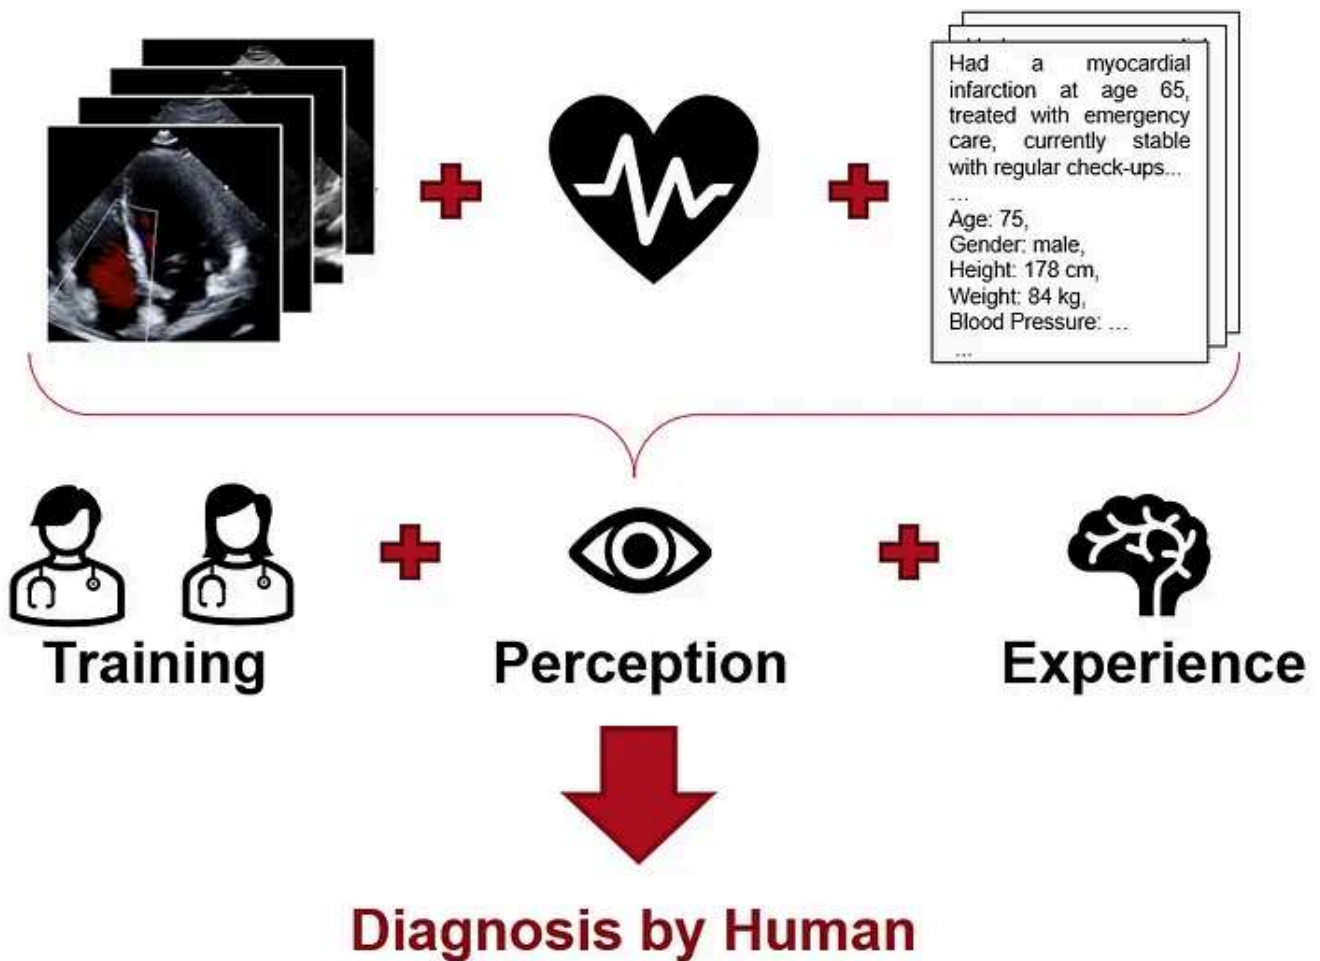 Had a myocardial
infarction at age 65,
treated with emergency
care, currently stable
with regular check-ups...
...
Age: 75,
Gender: male,
Height: 178 cm,
Weight: 84 kg,
Blood Pressure: ...
...
Training
Perception
Experience
Diagnosis by Human